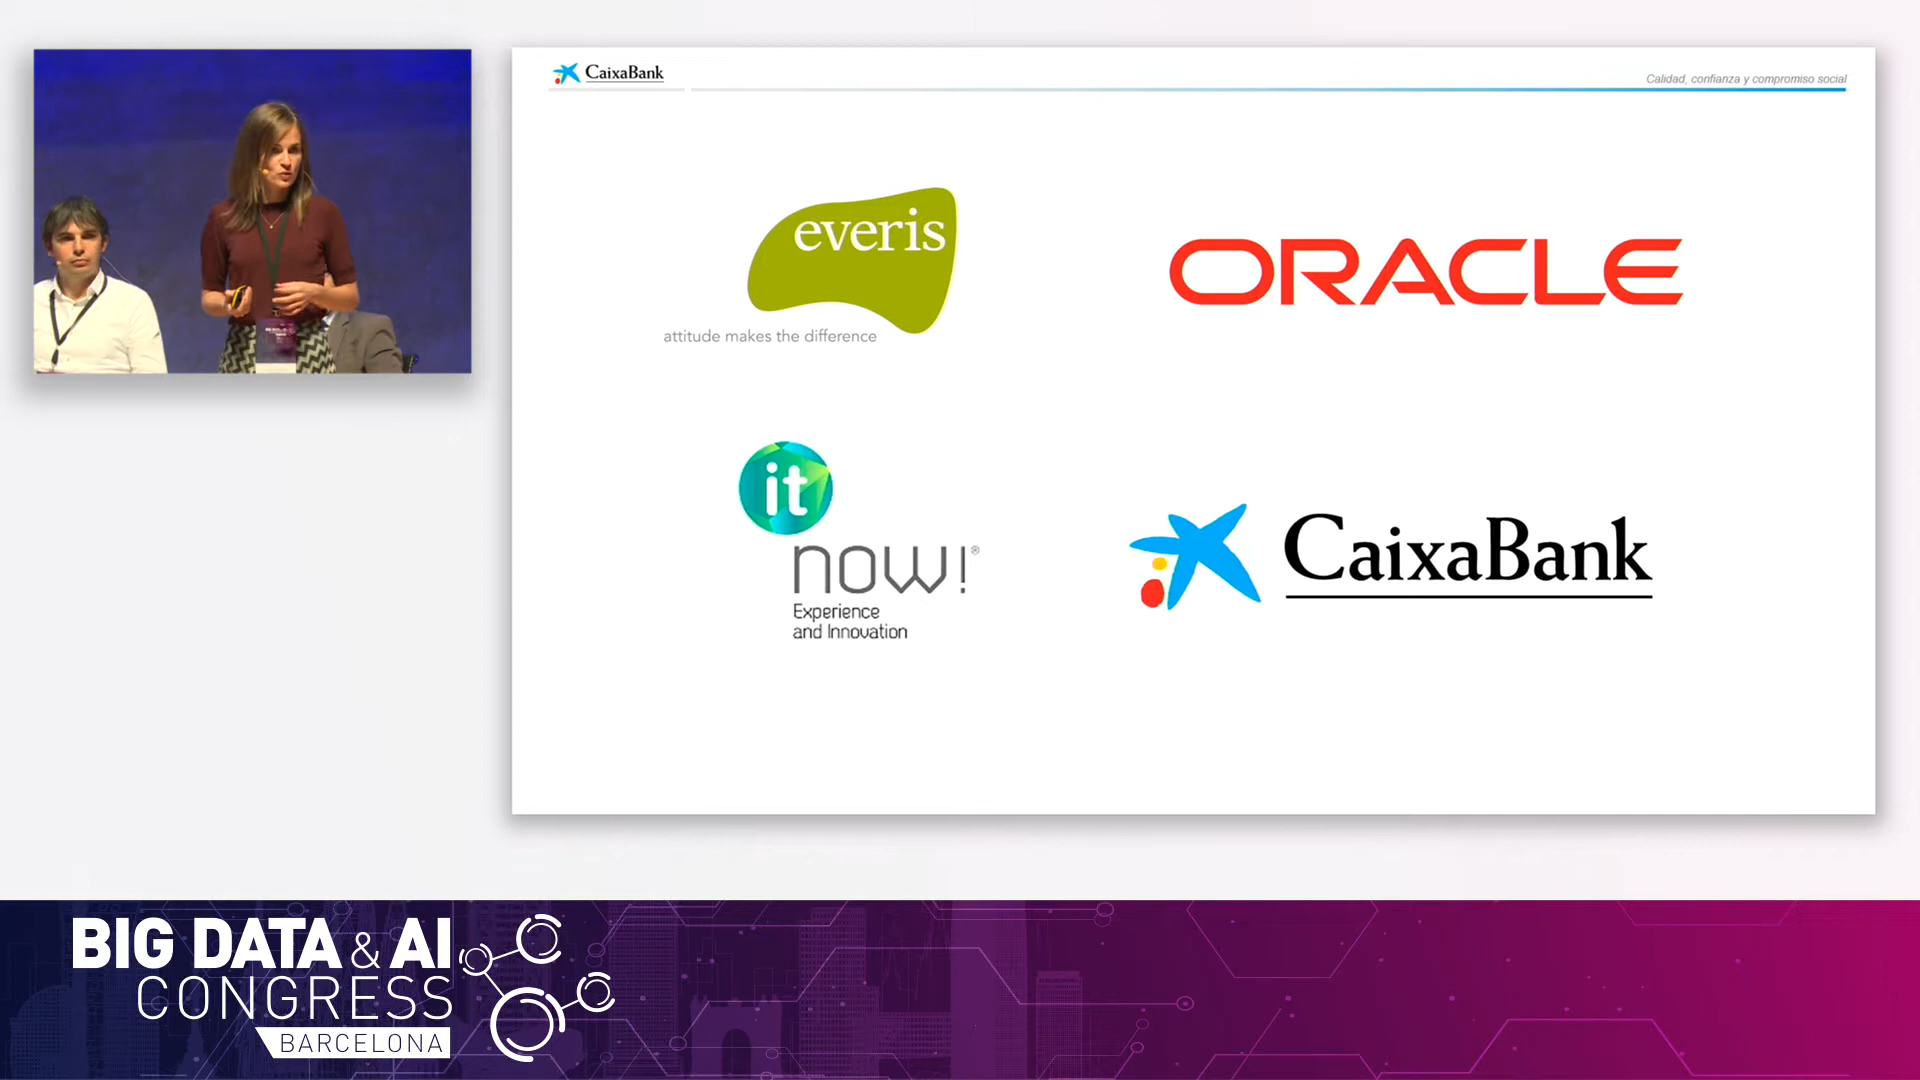 CaixaBank
Calidad, confianza y compromiso social
everis
attitude makes the difference
ORACLE
it
now!®
Experience
and Innovation
CaixaBank
BIG DATA & AI
CONGRESS
BARCELONA